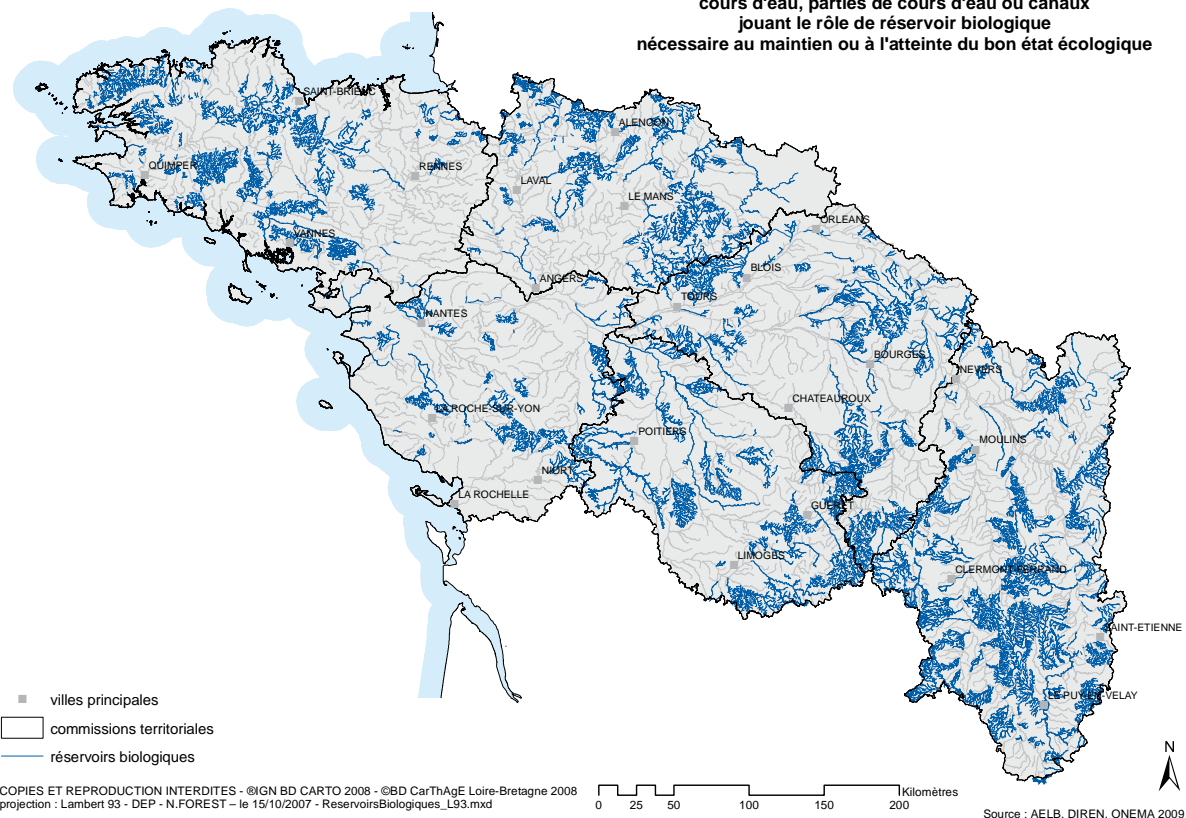 cours d'eau, parties de cours d'eau ou canaux
jouant le rôle de réservoir biologique
nécessaire au maintien ou à l'atteinte du bon état écologique
SAINT-BRIEUC
ALENCON
QUIMPER
RENNES
LAVAL
LE MANS
ORLEANS
VANNES
BLOIS
ANGERS
TOURS
NANTES
BOURGES
NEVERS
CHATEAUROUX
LA ROCHE-SUR-YON
POITIERS
MOULINS
NIORT
LA ROCHELLE
GUERET
LIMOGES
CLERMONT-FERRAND
SAINT-ETIENNE
LE PUY-EN-VELAY
villes principales
commissions territoriales
réservoirs biologiques
N
COPIES ET REPRODUCTION INTERDITES - ®IGN BD CARTO 2008 - ©BD CarThAgE Loire-Bretagne 2008
projection : Lambert 93 - DEP - N.FOREST – le 15/10/2007 - ReservoirsBiologiques_L93.mxd
Kilomètres
0 25 50 100 150 200
Source : AELB, DIREN, ONEMA 2009